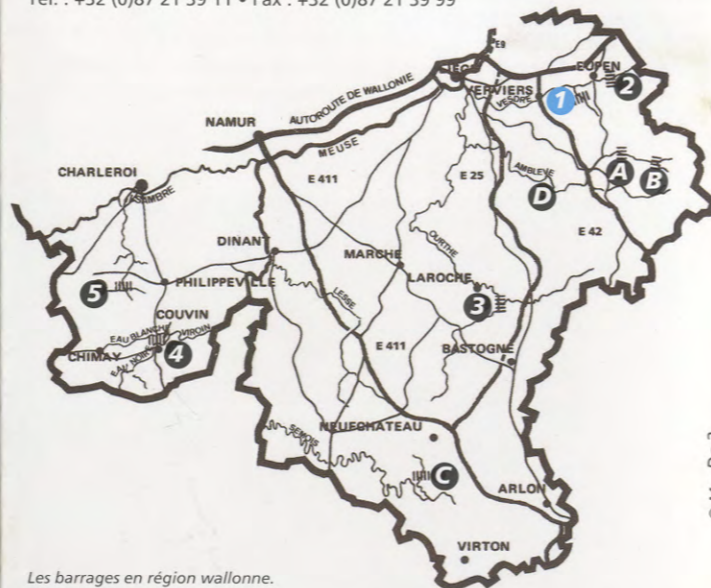 Tél. : +32 (0)87 21 39 11 • Fax : +32 (0)87 21 39 99
E9
EUPEN
2
VERVIERS
VESDRE
1
AUTOROUTE DE WALLONIE
NAMUR
MEUSE
CHARLEROI
SAMBRE
E 411
E 25
AMBLEVE
A
B
D
OURTHE
E 42
DINANT
MARCHE
LAROCHE
5
PHILIPPEVILLE
LESSE
3
COUVIN
EAU BLANCHE
VIROIN
CHIMAY
EAU NOIRE
4
E 411
BASTOGNE
NEUFCHATEAU
SEMOIS
C
ARLON
VIRTON
Les barrages en région wallonne.